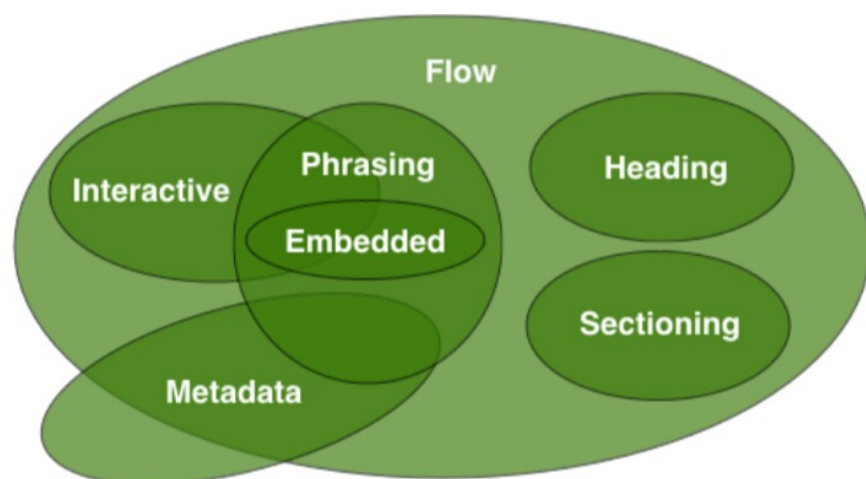 Flow
Phrasing
Heading
Interactive
Embedded
Sectioning
Metadata